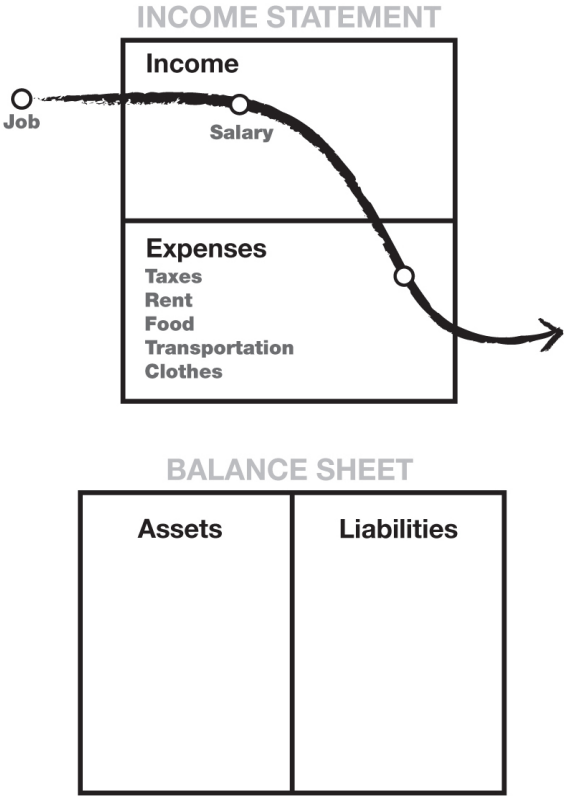 INCOME STATEMENT
Income
Job
Salary
Expenses
Taxes
Rent
Food
Transportation
Clothes
BALANCE SHEET
Assets
Liabilities